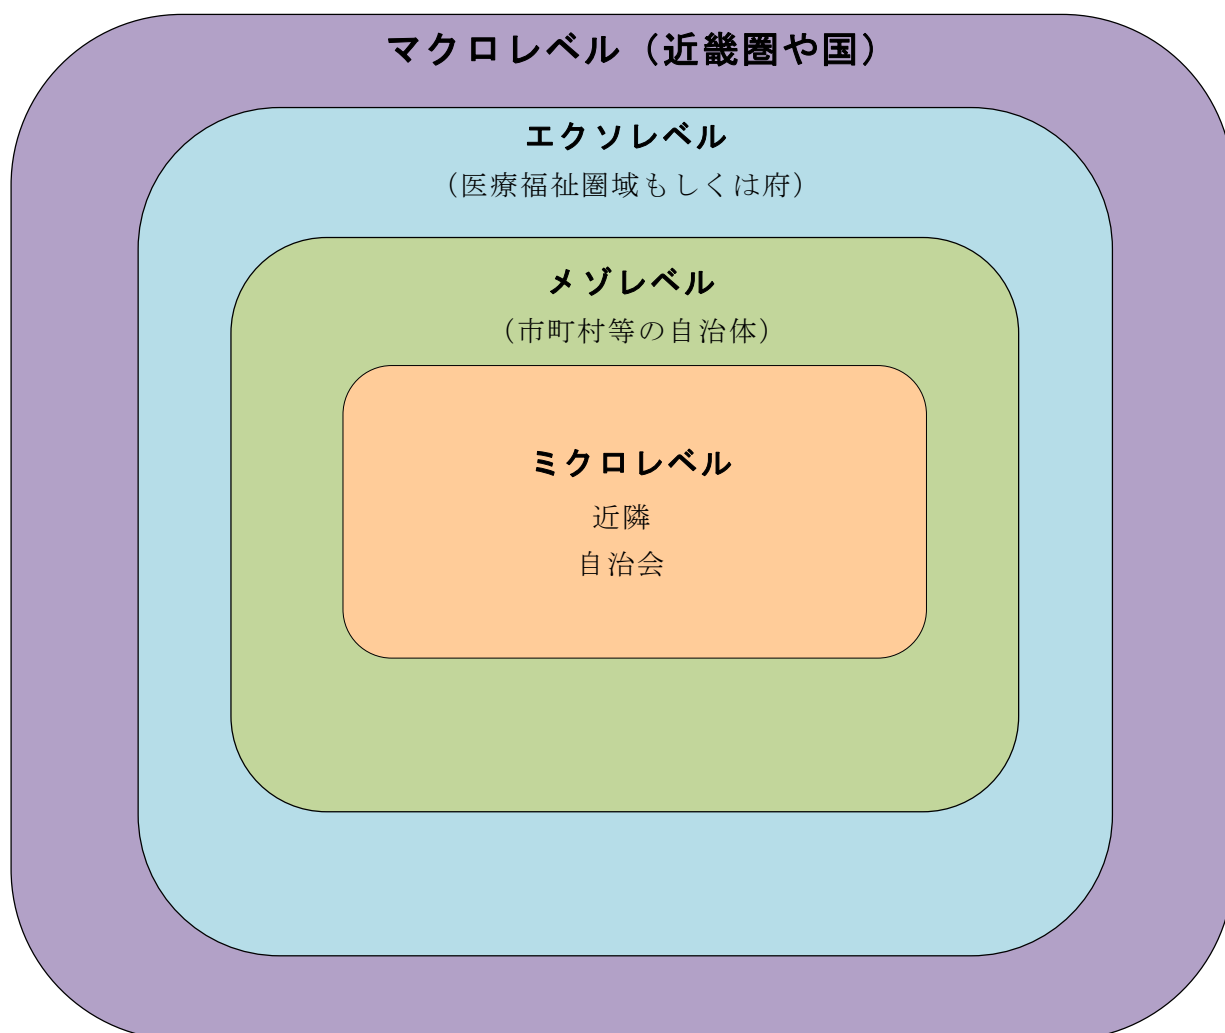 マクロレベル（近畿圏や国）
エクソレベル
（医療福祉圏域もしくは府）
メゾレベル
（市町村等の自治体）
ミクロレベル
近隣
自治会